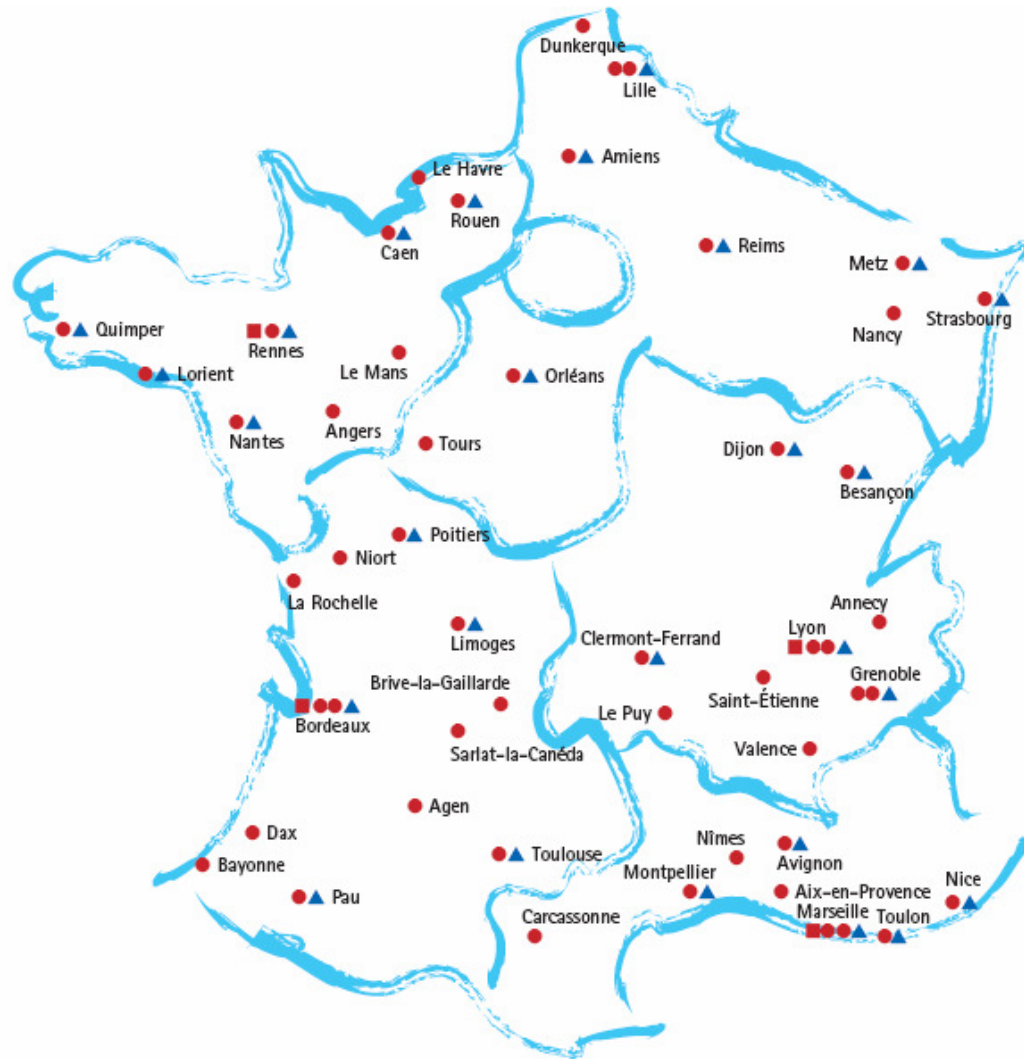 Dunkerque
Lille
Amiens
Le Havre
Rouen
Caen
Reims
Metz
Strasbourg
Nancy
Quimper
Rennes
Le Mans
Lorient
Orléans
Angers
Nantes
Tours
Dijon
Besançon
Poitiers
Niort
La Rochelle
Annecy
Lyon
Limoges
Clermont-Ferrand
Grenoble
Brive-la-Gaillarde
Saint-Étienne
Le Puy
Bordeaux
Sarlat-la-Canéda
Valence
Agen
Dax
Nîmes
Toulouse
Avignon
Bayonne
Montpellier
Nice
Pau
Aix-en-Provence
Marseille
Toulon
Carcassonne